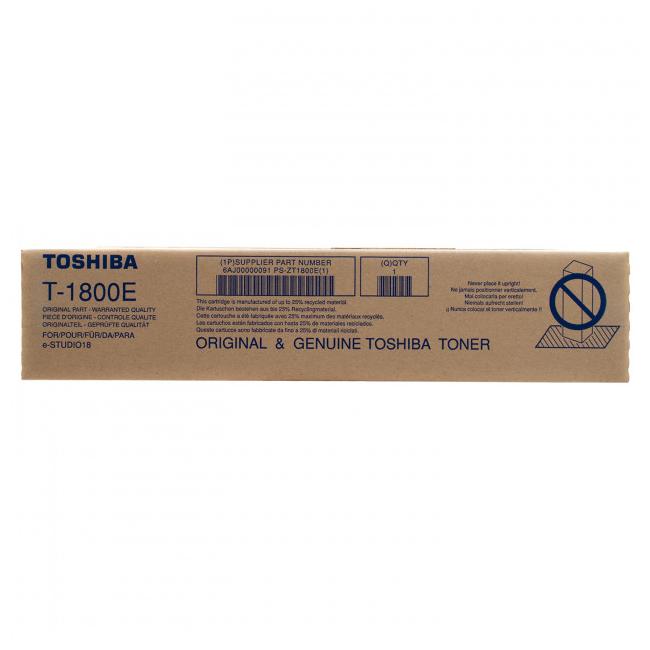 TOSHIBA
T-1800E
ORIGINAL PART - WARRANTED QUALITY
PIECE D'ORIGINE - CONTROLE QUALITE
ORIGINALTEIL - GEPRÜFTE QUALITÄT
FOR/POUR/FÜR/DA/PARA
e-STUDIO18
(1P)SUPPLIER PART NUMBER
6AJ00000091 PS-ZT1800E(1)
(Q)QTY
1
This cartridge is manufactured of up to 25% recycled material.
Die Kartuschen bestehen aus bis 25% Recyclingmaterial.
Cette cartouche a été fabriquée avec 25% maximum des matériaux recyclés.
Los cartuchos están fabricados con hasta 25% de materiales reciclados.
Queste cartucce sono prodotte fino a 25% di materiali riciclati.
ORIGINAL & GENUINE TOSHIBA TONER
Never place it upright!
Ne jamais positionner verticalement.
Mai collocarla per eretto!
Niemals aufrecht stellen!
¡¡ Nunca colocar el toner verticalmente !!